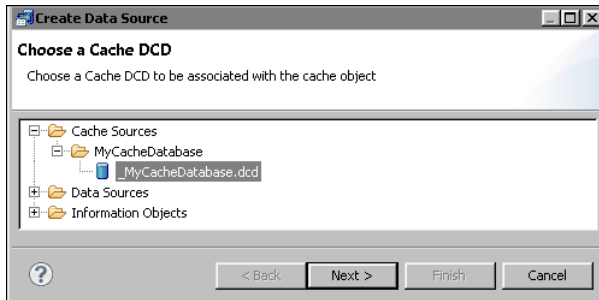 Create Data Source
Choose a Cache DCD
Choose a Cache DCD to be associated with the cache object
Cache Sources
MyCacheDatabase
_MyCacheDatabase.dcd
Data Sources
Information Objects
? < Back Next > Finish Cancel